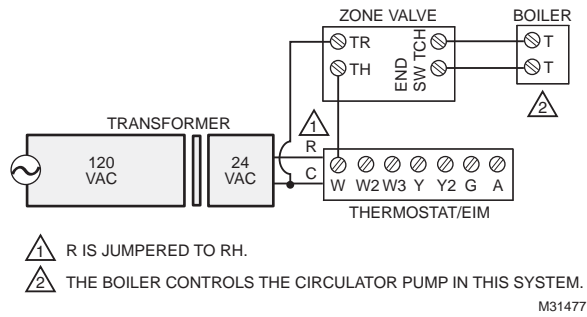 ZONE VALVE
BOILER
TR
TH
END
SW TCH
T
T
2
TRANSFORMER
1
120
VAC
24
VAC
R
C
W W2 W3 Y Y2 G A
THERMOSTAT/EIM
1 R IS JUMPERED TO RH.
2 THE BOILER CONTROLS THE CIRCULATOR PUMP IN THIS SYSTEM.
M31477